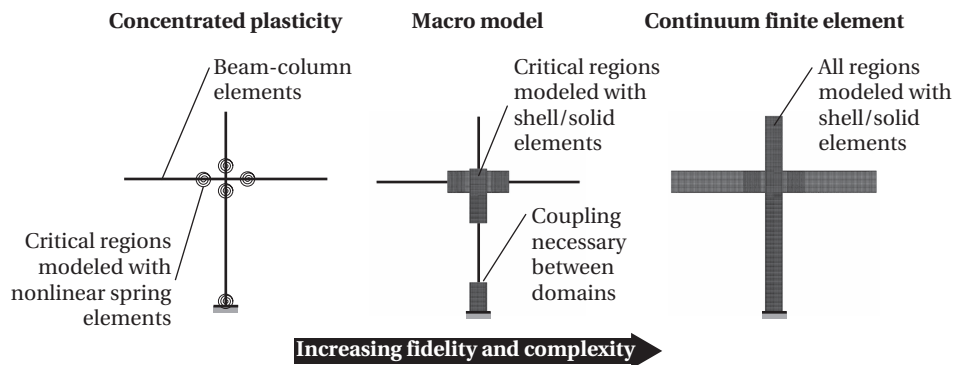 Concentrated plasticity
Macro model
Continuum finite element
Beam-column
elements
Critical regions
modeled with
shell/solid
elements
All regions
modeled with
shell/solid
elements
Critical regions
modeled with
nonlinear spring
elements
Coupling
necessary
between
domains
Increasing fidelity and complexity